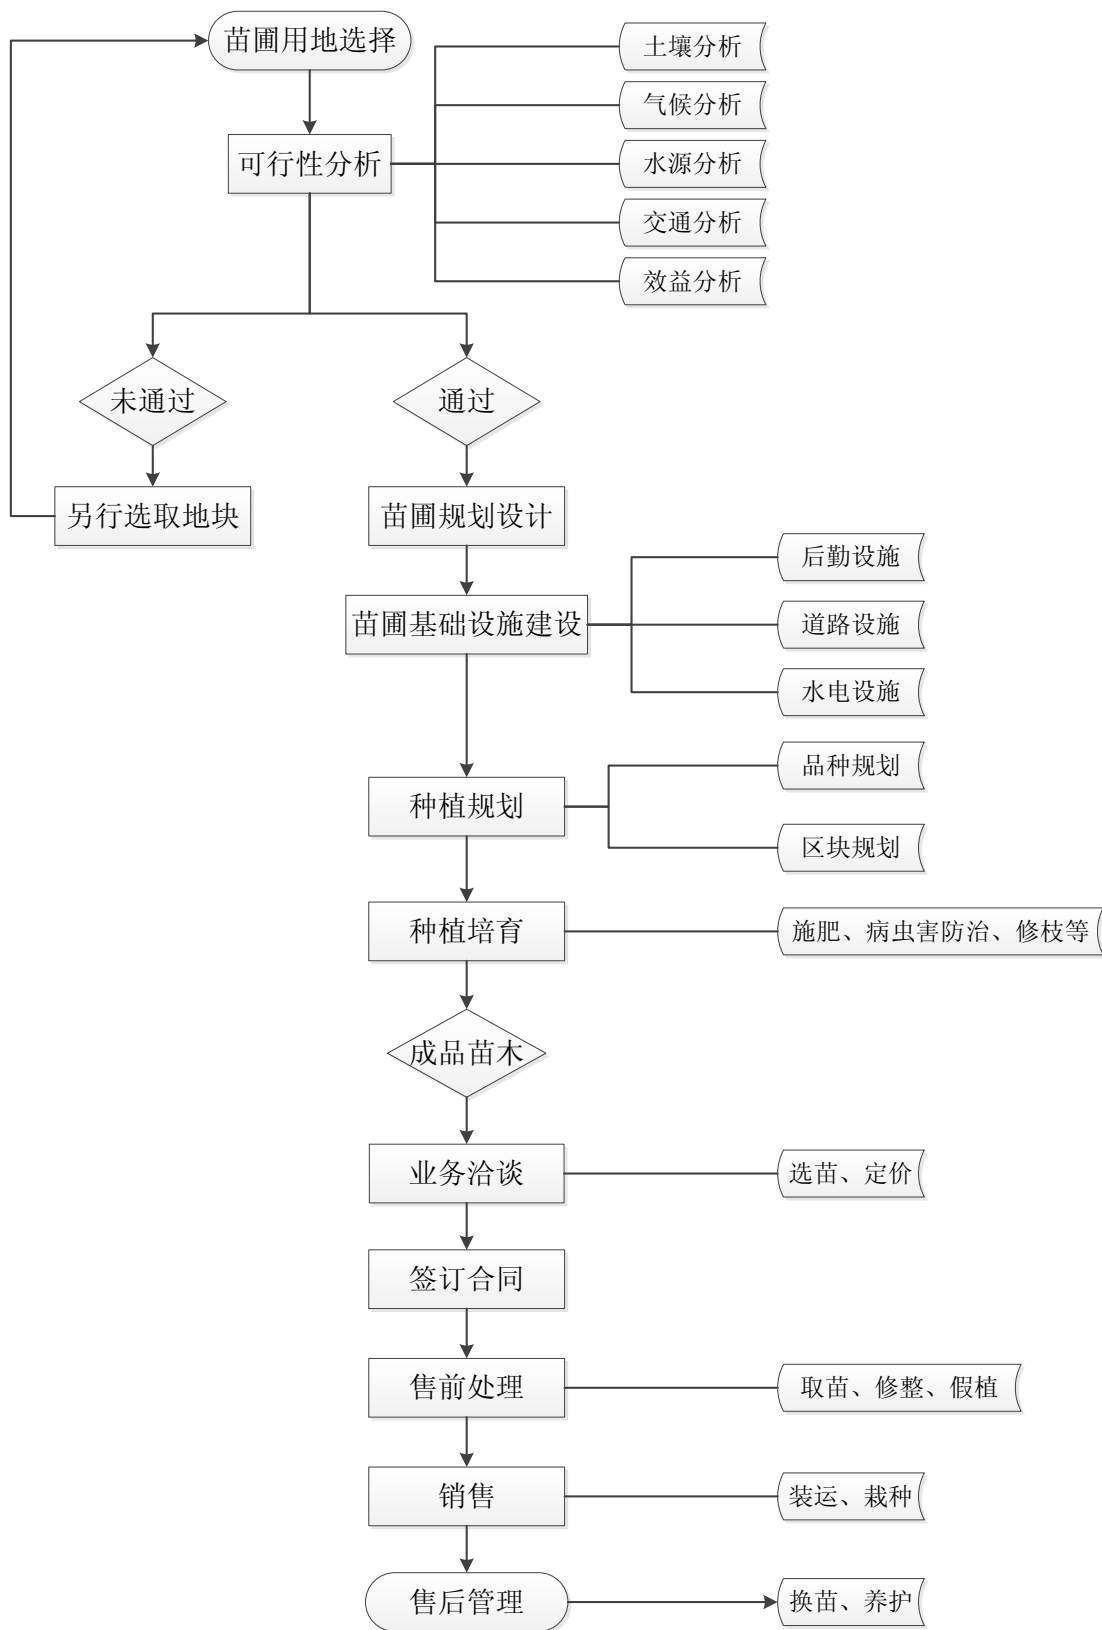 苗圃用地选择
土壤分析
气候分析
可行性分析
水源分析
交通分析
效益分析
未通过
通过
另行选取地块
苗圃规划设计
后勤设施
苗圃基础设施建设
道路设施
水电设施
品种规划
种植规划
区块规划
种植培育
施肥、病虫害防治、修枝等
成品苗木
业务洽谈
选苗、定价
签订合同
售前处理
取苗、修整、假植
销售
装运、栽种
售后管理
换苗、养护